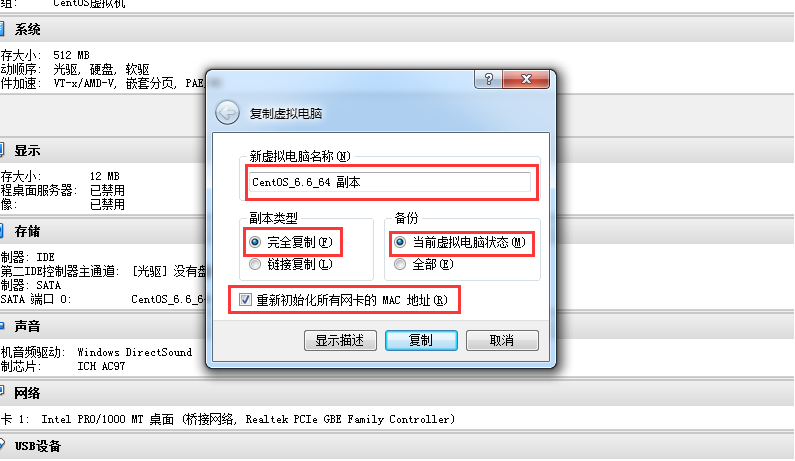 组: CentOS虚拟机
系统
存大小: 512 MB
动顺序: 光驱, 硬盘, 软驱
件加速: VT-x/AMD-V, 嵌套分页, PAE
显示
存大小: 12 MB
程桌面服务器: 已禁用
像: 已禁用
存储
制器: IDE
第二IDE控制器主通道: [光驱] 没有盘
制器: SATA
SATA 端口 0: CentOS_6.6_6
声音
机音频驱动: Windows DirectSound
制芯片: ICH AC97
网络
卡 1: Intel PRO/1000 MT 桌面 (桥接网络, Realtek PCIe GBE Family Controller)
USB设备
复制虚拟电脑
新虚拟电脑名称(N)
CentOS_6.6_64 副本
副本类型
完全复制(F)
链接复制(L)
备份
当前虚拟电脑状态(M)
全部(E)
重新初始化所有网卡的 MAC 地址(R)
显示描述
复制
取消